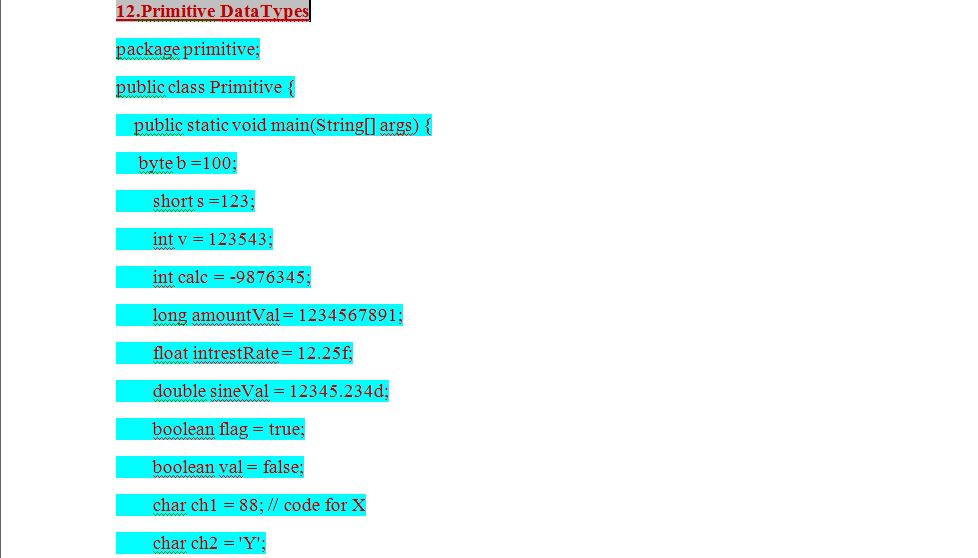 12.Primitive DataTypes
package primitive;
public class Primitive {
public static void main(String[] args) {
byte b =100;
short s =123;
int v = 123543;
int calc = -9876345;
long amountVal = 1234567891;
float intrestRate = 12.25f;
double sineVal = 12345.234d;
boolean flag = true;
boolean val = false;
char ch1 = 88; // code for X
char ch2 = 'Y';